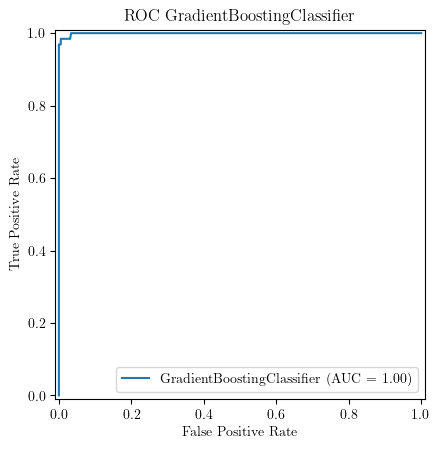 ROC GradientBoostingClassifier
1.0
0.8
0.6
0.4
0.2
0.0
True Positive Rate
GradientBoostingClassifier (AUC = 1.00)
0.0 0.2 0.4 0.6 0.8 1.0
False Positive Rate